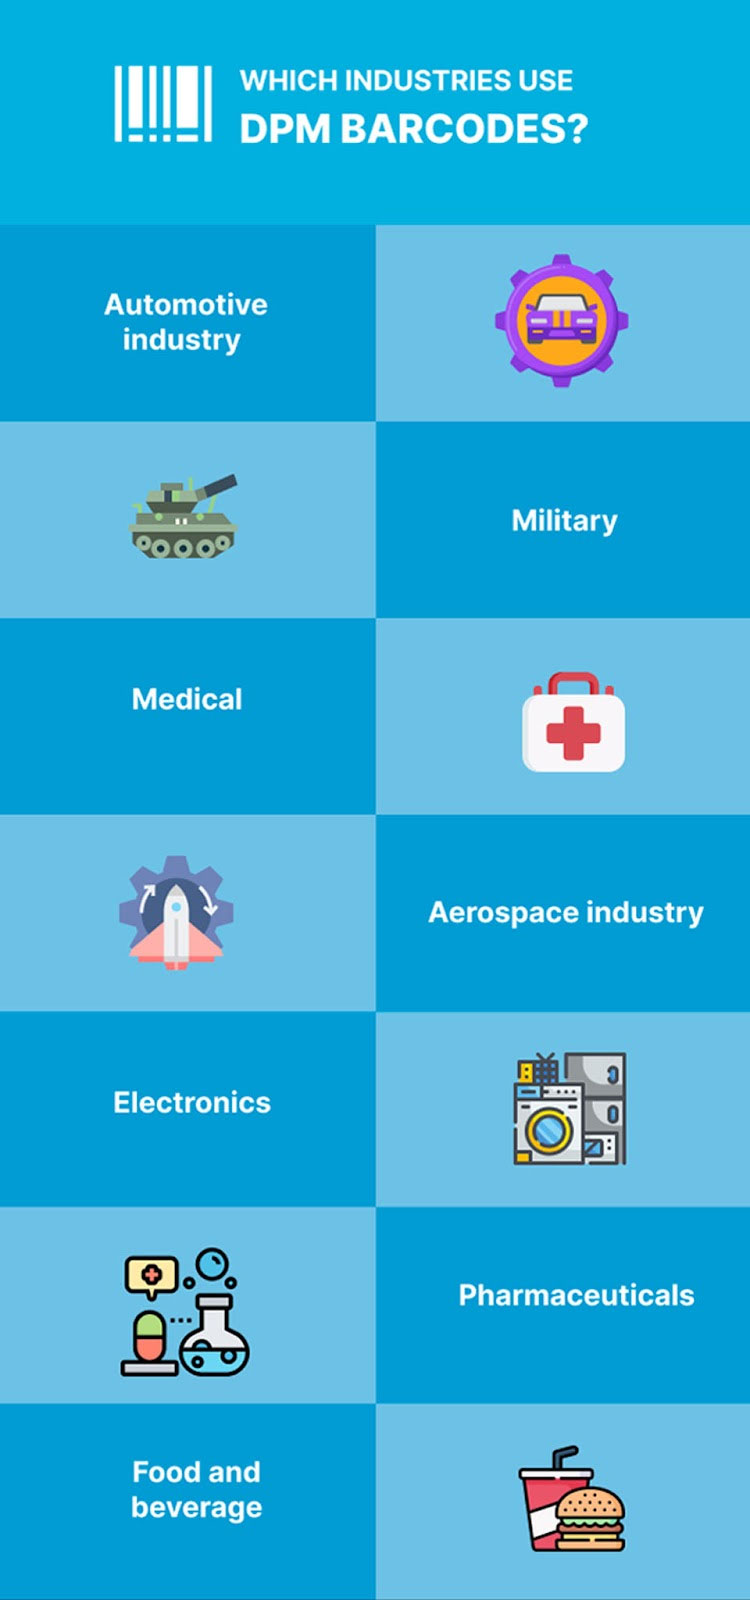 WHICH INDUSTRIES USE
DPM BARCODES?
Automotive
industry
Military
Medical
Aerospace industry
Electronics
Pharmaceuticals
Food and
beverage